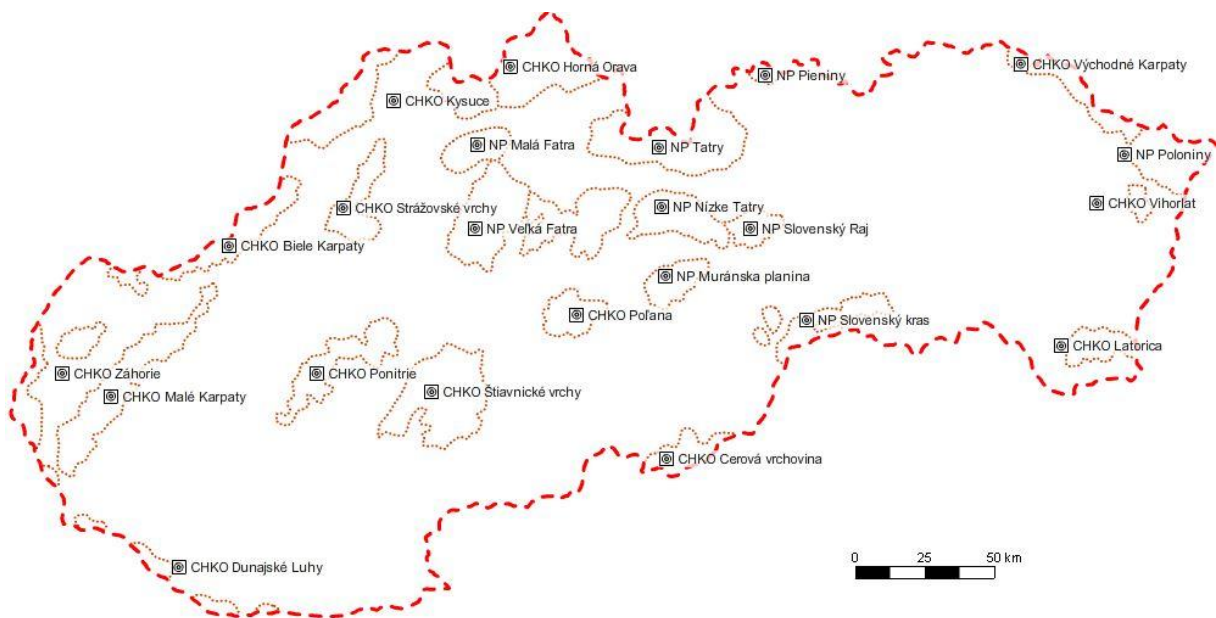 CHKO Horná Orava
CHKO Východné Karpaty
NP Pieniny
CHKO Kysuce
NP Malá Fatra
NP Tatry
NP Poloniny
CHKO Vihorlat
CHKO Strážovské vrchy
NP Nízke Tatry
NP Veľká Fatra
NP Slovenský Raj
CHKO Biele Karpaty
NP Muránska planina
CHKO Poľana
NP Slovenský kras
CHKO Latorica
CHKO Záhorie
CHKO Ponitrie
CHKO Malé Karpaty
CHKO Štiavnické vrchy
CHKO Cerová vrchovina
0 25 50 km
CHKO Dunajské Luhy